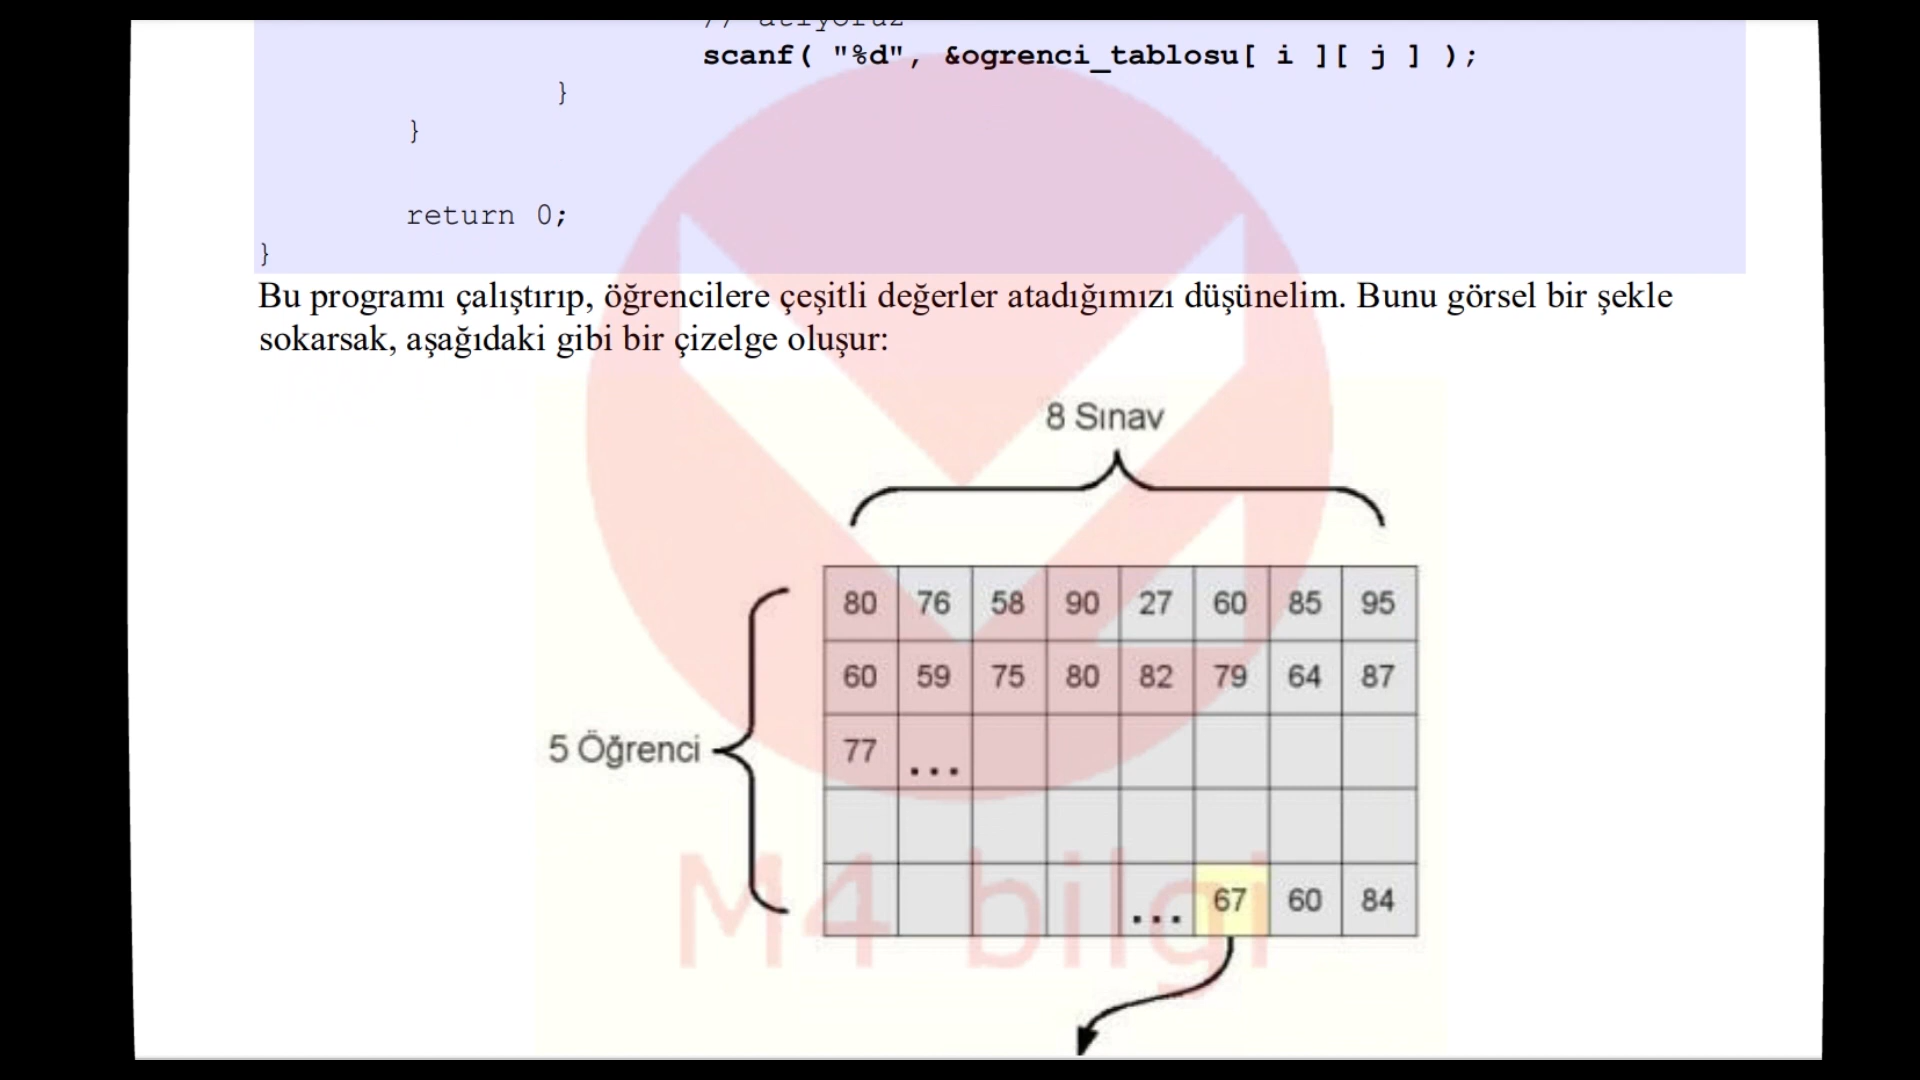 // atıyoruz
scanf( "%d", &ogrenci_tablosu[ i ][ j ] );
}
}
return 0;
}
Bu programı çalıştırıp, öğrencilere çeşitli değerler atadığımızı düşünelim. Bunu görsel bir şekle
sokarsak, aşağıdaki gibi bir çizelge oluşur:
8 Sınav
80 76 58 90 27 60 85 95
60 59 75 80 82 79 64 87
5 Öğrenci
77 ...
... 67 60 84
M4 bilgi